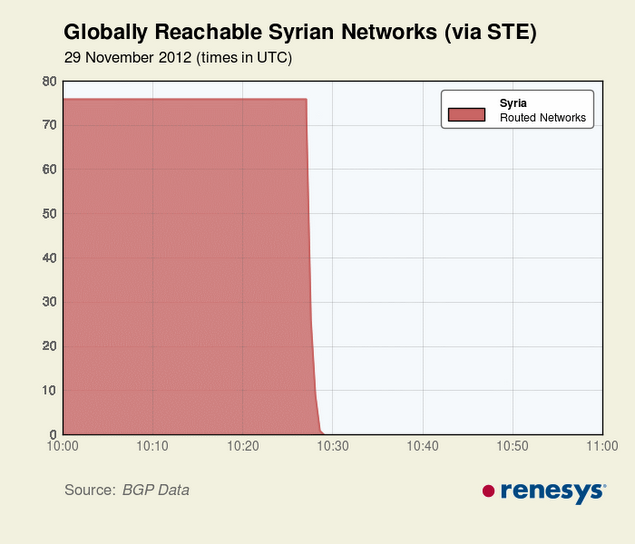 Globally Reachable Syrian Networks (via STE)
29 November 2012 (times in UTC)
80
70
60
50
40
30
20
10
0
Syria
Routed Networks
10:00 10:10 10:20 10:30 10:40 10:50 11:00
Source: BGP Data
renesys